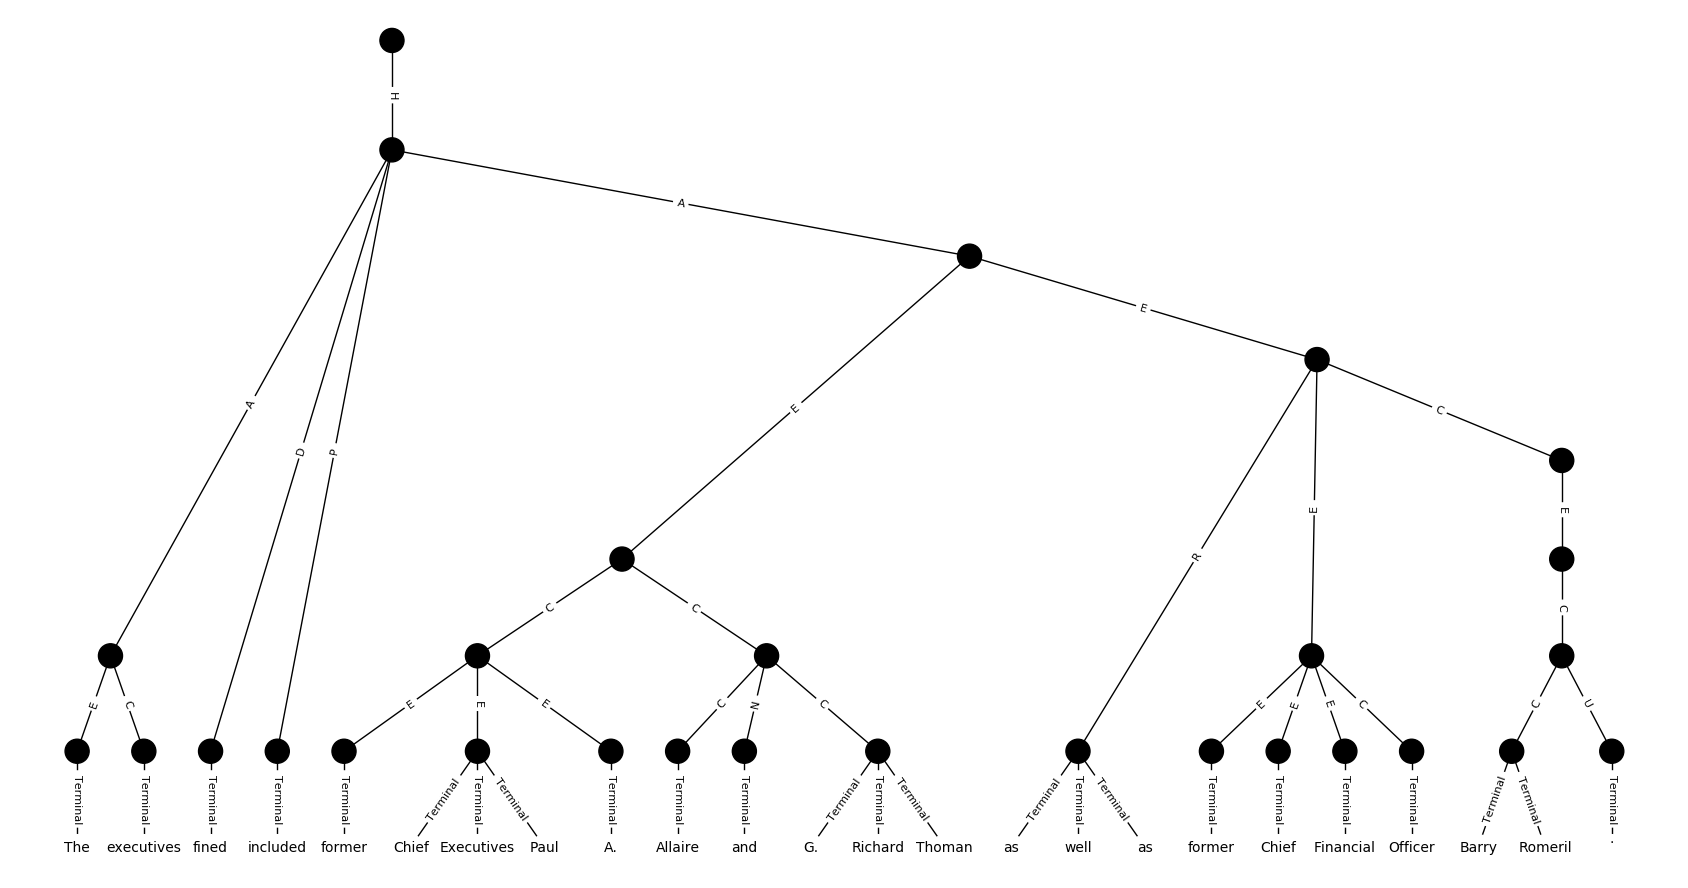 H
A
E
E
C
A
D
P
E
R
E
C
C
C
E
C
E
E
E
C
N
C
E
E
E
C
C
U
Terminal Terminal Terminal Terminal Terminal Terminal Terminal Terminal Terminal Terminal Terminal Terminal Terminal Terminal Terminal Terminal Terminal Terminal Terminal Terminal Terminal Terminal Terminal Terminal
The executives fined included former Chief Executives Paul A. Allaire and G. Richard Thoman as well as former Chief Financial Officer Barry Romeril .